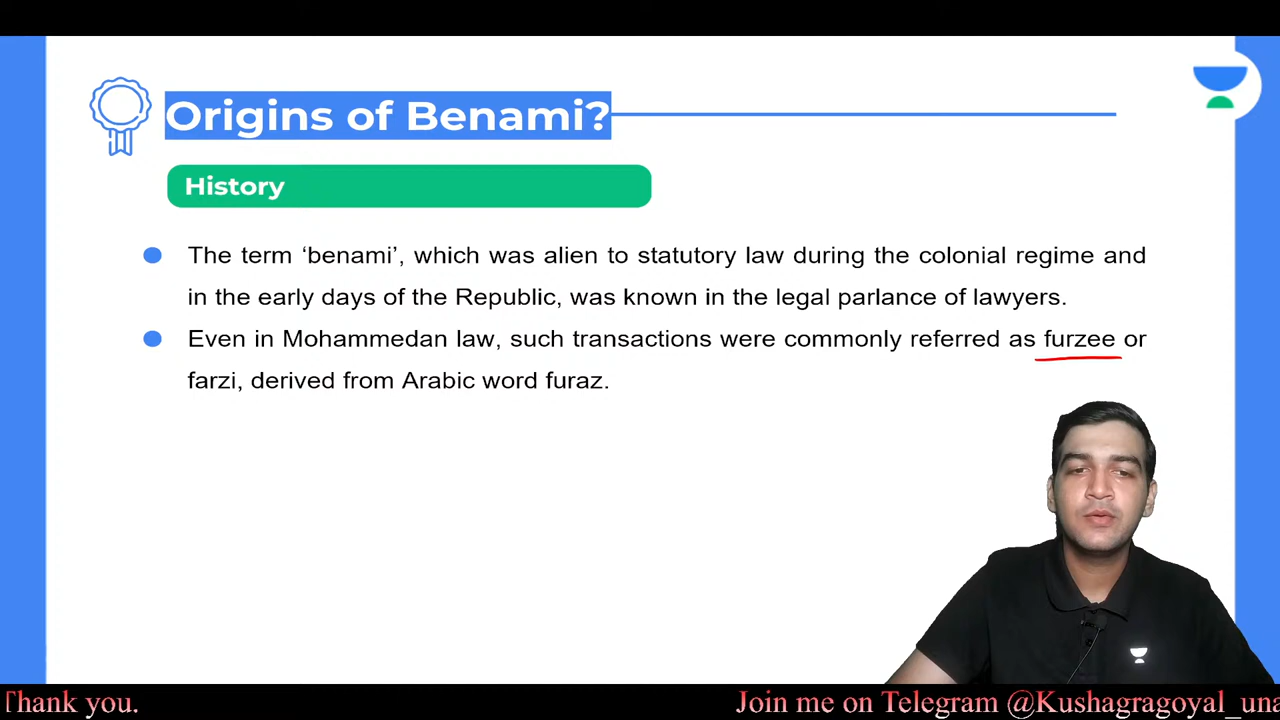 Origins of Benami?
History
The term ‘benami’, which was alien to statutory law during the colonial regime and
in the early days of the Republic, was known in the legal parlance of lawyers.
Even in Mohammedan law, such transactions were commonly referred as furzee or
farzi, derived from Arabic word furaz.
Thank you. Join me on Telegram @Kushagragoyal_una